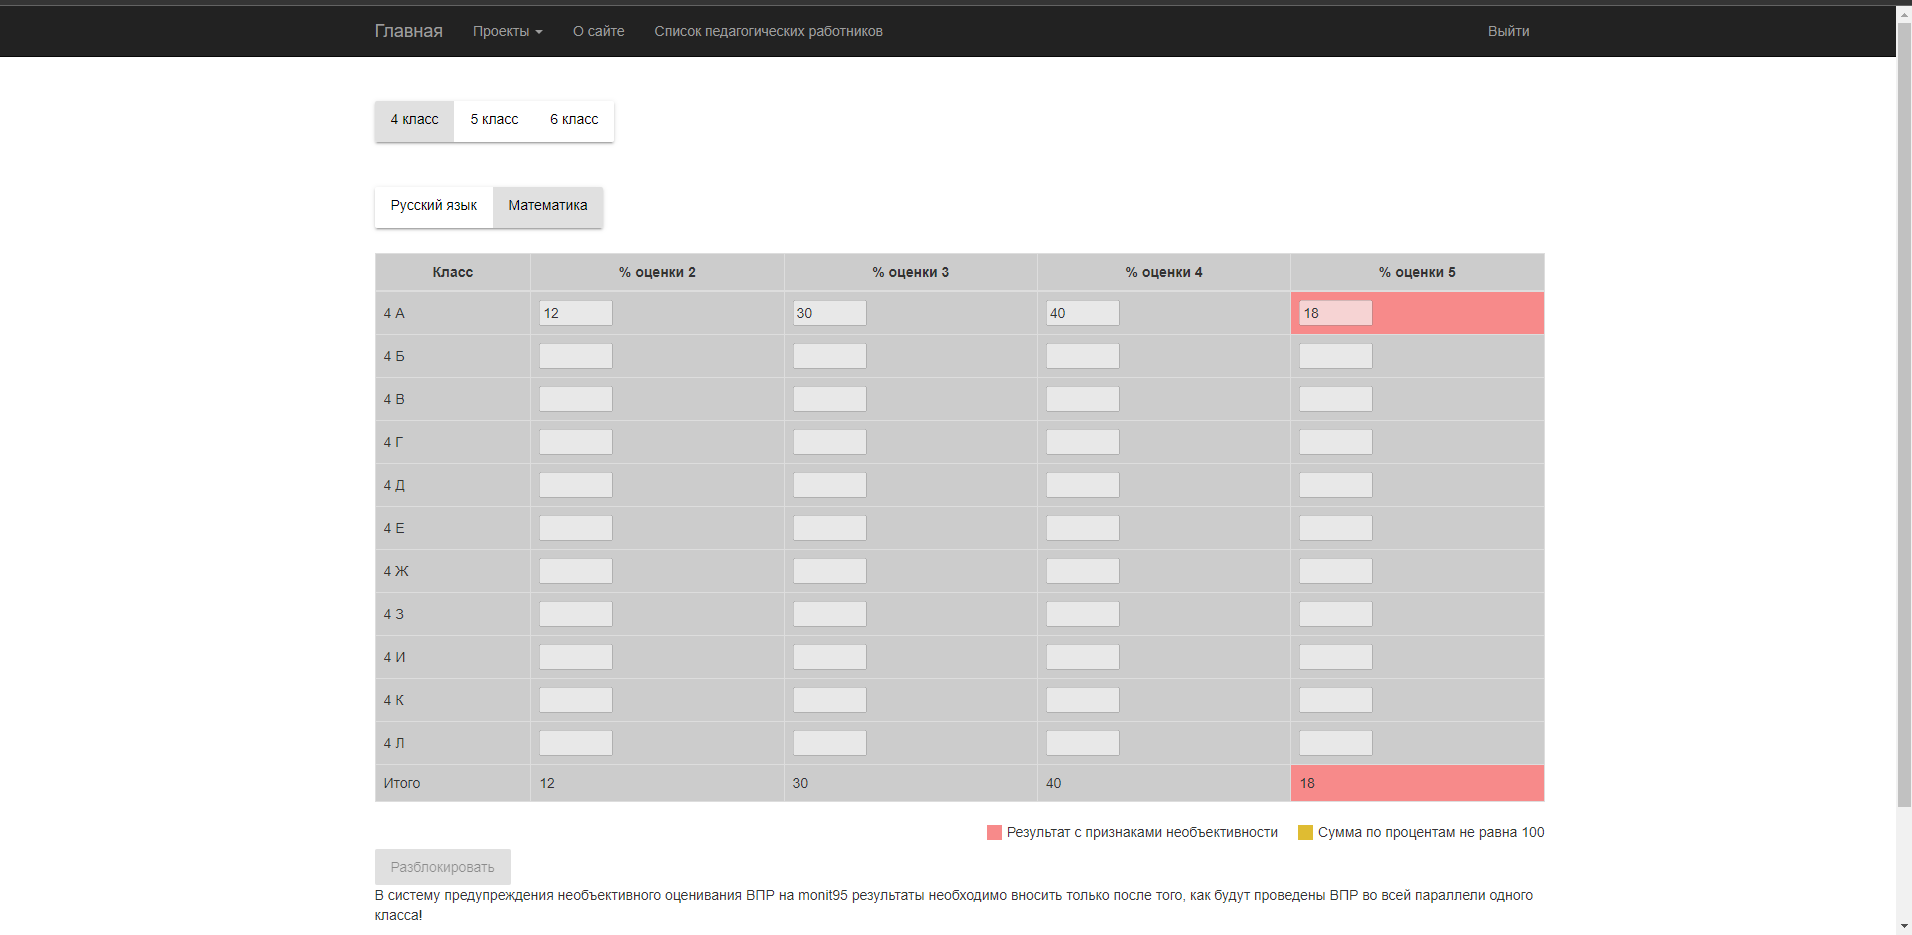 Главная Проекты О сайте Список педагогических работников Выйти
4 класс 5 класс 6 класс
Русский язык Математика
Класс % оценки 2 % оценки 3 % оценки 4 % оценки 5
4 А 12 30 40 18
4 Б
4 В
4 Г
4 Д
4 Е
4 Ж
4 З
4 И
4 К
4 Л
Итого 12 30 40 18
Результат с признаками необъективности Сумма по процентам не равна 100
Разблокировать
В систему предупреждения необъективного оценивания ВПР на monit95 результаты необходимо вносить только после того, как будут проведены ВПР во всей параллели одного
класса!